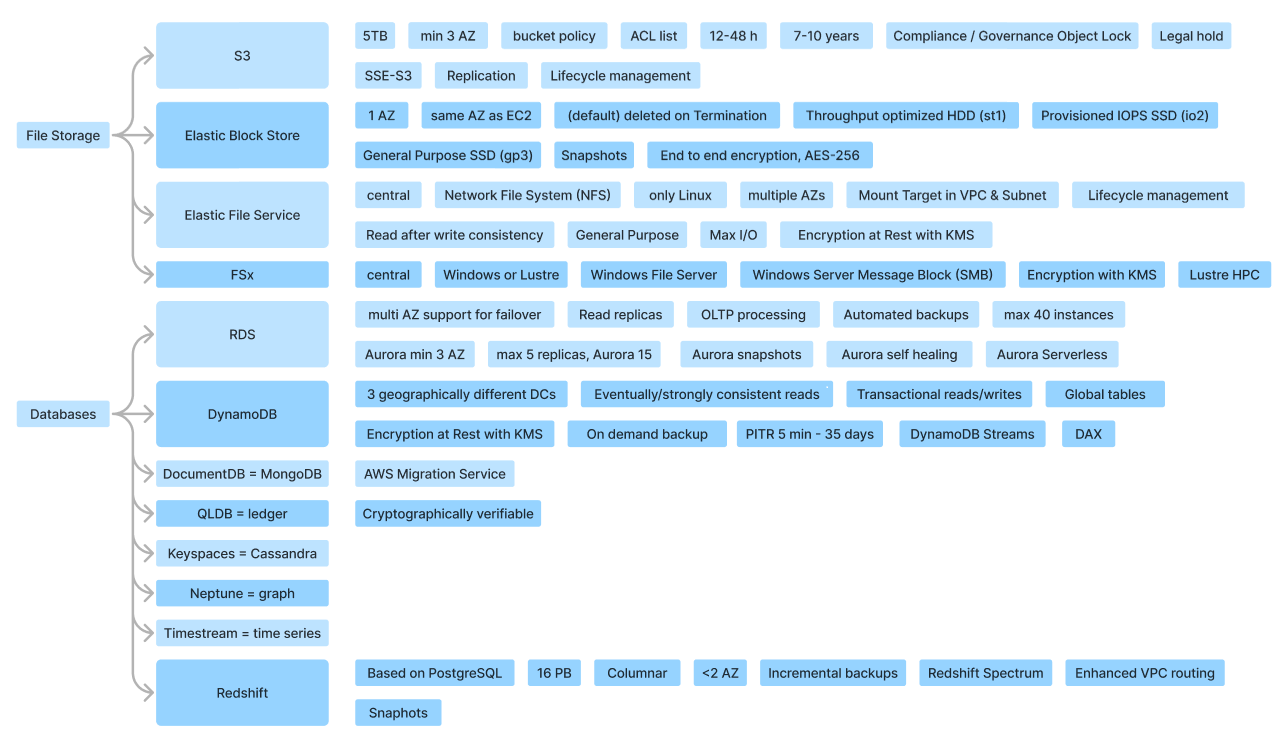 File Storage
S3
5TB min 3 AZ bucket policy ACL list 12-48 h 7-10 years Compliance / Governance Object Lock Legal hold
SSE-S3 Replication Lifecycle management
Elastic Block Store
1 AZ same AZ as EC2 (default) deleted on Termination Throughput optimized HDD (st1) Provisioned IOPS SSD (io2)
General Purpose SSD (gp3) Snapshots End to end encryption, AES-256
Elastic File Service
central Network File System (NFS) only Linux multiple AZs Mount Target in VPC & Subnet Lifecycle management
Read after write consistency General Purpose Max I/O Encryption at Rest with KMS
FSx
central Windows or Lustre Windows File Server Windows Server Message Block (SMB) Encryption with KMS Lustre HPC
Databases
RDS
multi AZ support for failover Read replicas OLTP processing Automated backups max 40 instances
Aurora min 3 AZ max 5 replicas, Aurora 15 Aurora snapshots Aurora self healing Aurora Serverless
DynamoDB
3 geographically different DCs Eventually/strongly consistent reads Transactional reads/writes Global tables
Encryption at Rest with KMS On demand backup PITR 5 min - 35 days DynamoDB Streams DAX
DocumentDB = MongoDB
AWS Migration Service
QLDB = ledger
Cryptographically verifiable
Keyspaces = Cassandra
Neptune = graph
Timestream = time series
Redshift
Based on PostgreSQL 16 PB Columnar <2 AZ Incremental backups Redshift Spectrum Enhanced VPC routing
Snaphots